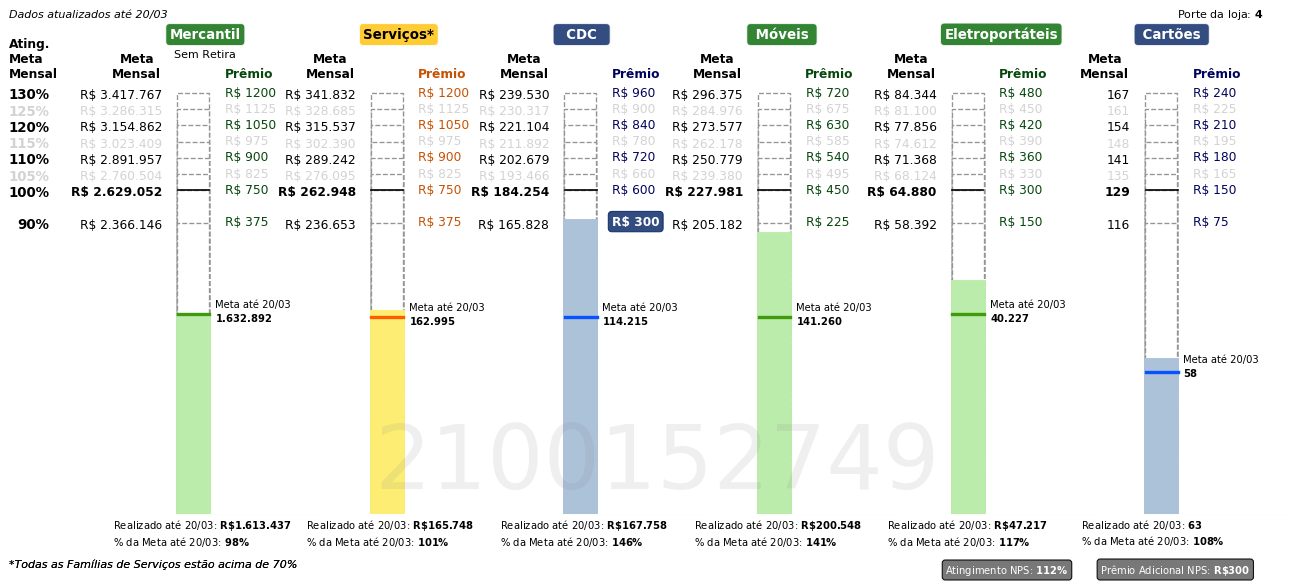 Dados atualizados até 20/03
Porte da loja: 4
Mercantil Serviços* CDC Móveis Eletroportáteis Cartões
Sem Retira
Ating. Meta Mensal
Meta Mensal Prêmio Meta Mensal Prêmio Meta Mensal Prêmio Meta Mensal Prêmio Meta Mensal Prêmio Meta Mensal Prêmio
130% R$ 3.417.767 R$ 1200 R$ 341.832 R$ 1200 R$ 239.530 R$ 960 R$ 296.375 R$ 720 R$ 84.344 R$ 480 167 R$ 240
125% R$ 3.286.315 R$ 1125 R$ 328.685 R$ 1125 R$ 230.317 R$ 900 R$ 284.976 R$ 675 R$ 81.100 R$ 450 161 R$ 225
120% R$ 3.154.862 R$ 1050 R$ 315.537 R$ 1050 R$ 221.104 R$ 840 R$ 273.577 R$ 630 R$ 77.856 R$ 420 154 R$ 210
115% R$ 3.023.409 R$ 975 R$ 302.390 R$ 975 R$ 211.892 R$ 780 R$ 262.178 R$ 585 R$ 74.612 R$ 390 148 R$ 195
110% R$ 2.891.957 R$ 900 R$ 289.242 R$ 900 R$ 202.679 R$ 720 R$ 250.779 R$ 540 R$ 71.368 R$ 360 141 R$ 180
105% R$ 2.760.504 R$ 825 R$ 276.095 R$ 825 R$ 193.466 R$ 660 R$ 239.380 R$ 495 R$ 68.124 R$ 330 135 R$ 165
100% R$ 2.629.052 R$ 750 R$ 262.948 R$ 750 R$ 184.254 R$ 600 R$ 227.981 R$ 450 R$ 64.880 R$ 300 129 R$ 150
90% R$ 2.366.146 R$ 375 R$ 236.653 R$ 375 R$ 165.828 R$ 300 R$ 205.182 R$ 225 R$ 58.392 R$ 150 116 R$ 75
Meta até 20/03 Meta até 20/03 Meta até 20/03 Meta até 20/03 Meta até 20/03
1.632.892 162.995 114.215 141.260 40.227
Meta até 20/03
58
2100152749
Realizado até 20/03: R$1.613.437 Realizado até 20/03: R$165.748 Realizado até 20/03: R$167.758 Realizado até 20/03: R$200.548 Realizado até 20/03: R$47.217 Realizado até 20/03: 63
% da Meta até 20/03: 98% % da Meta até 20/03: 101% % da Meta até 20/03: 146% % da Meta até 20/03: 141% % da Meta até 20/03: 117% % da Meta até 20/03: 108%
*Todas as Famílias de Serviços estão acima de 70%
Atingimento NPS: 112% Prêmio Adicional NPS: R$300